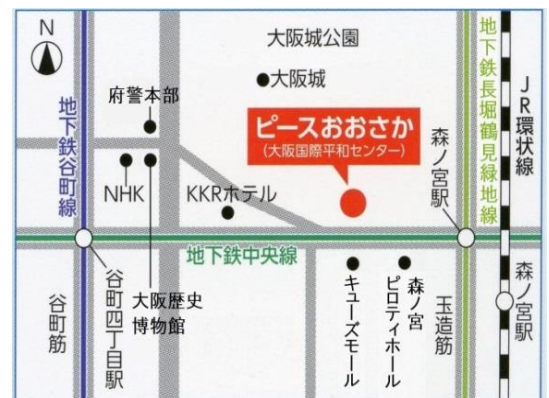 N
大阪城公園
大阪城
府警本部
ピースおおさか
(大阪国際平和センター)
地下鉄谷町線
地下鉄長堀鶴見緑地線
JR環状線
森ノ宮駅
NHK
KKRホテル
地下鉄中央線
谷町筋
谷町四丁目駅
大阪歴史
博物館
キューズモール
森ノ宮
ピロティホール
玉造筋
森ノ宮駅